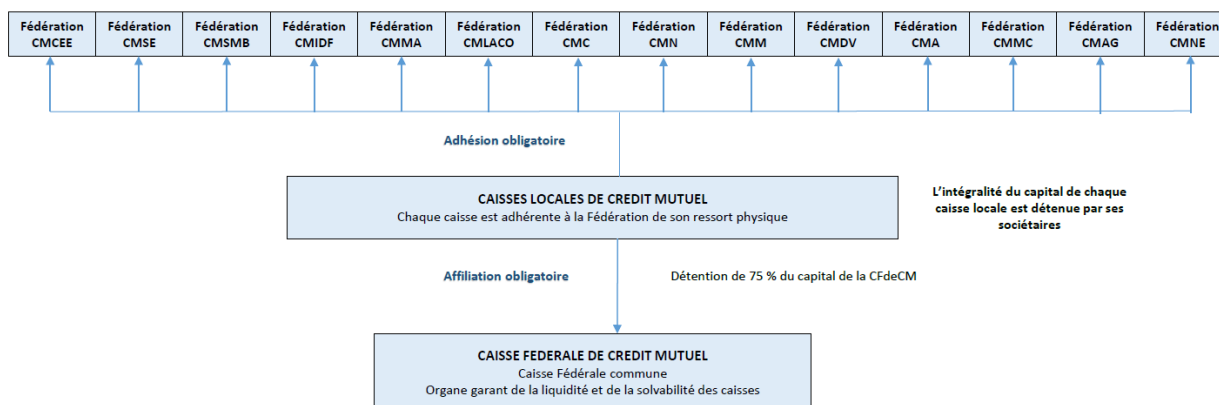 Fédération CMCEE
Fédération CMSE
Fédération CMSMB
Fédération CMIDF
Fédération CMMA
Fédération CMLACO
Fédération CMC
Fédération CMN
Fédération CMM
Fédération CMDV
Fédération CMA
Fédération CMMC
Fédération CMAG
Fédération CMNE
Adhésion obligatoire
CAISSES LOCALES DE CREDIT MUTUEL
Chaque caisse est adhérente à la Fédération de son ressort physique
L'intégralité du capital de chaque
caisse locale est détenue par ses
sociétaires
Affiliation obligatoire
Détention de 75 % du capital de la CFdeCM
CAISSE FEDERALE DE CREDIT MUTUEL
Caisse Fédérale commune
Organe garant de la liquidité et de la solvabilité des caisses